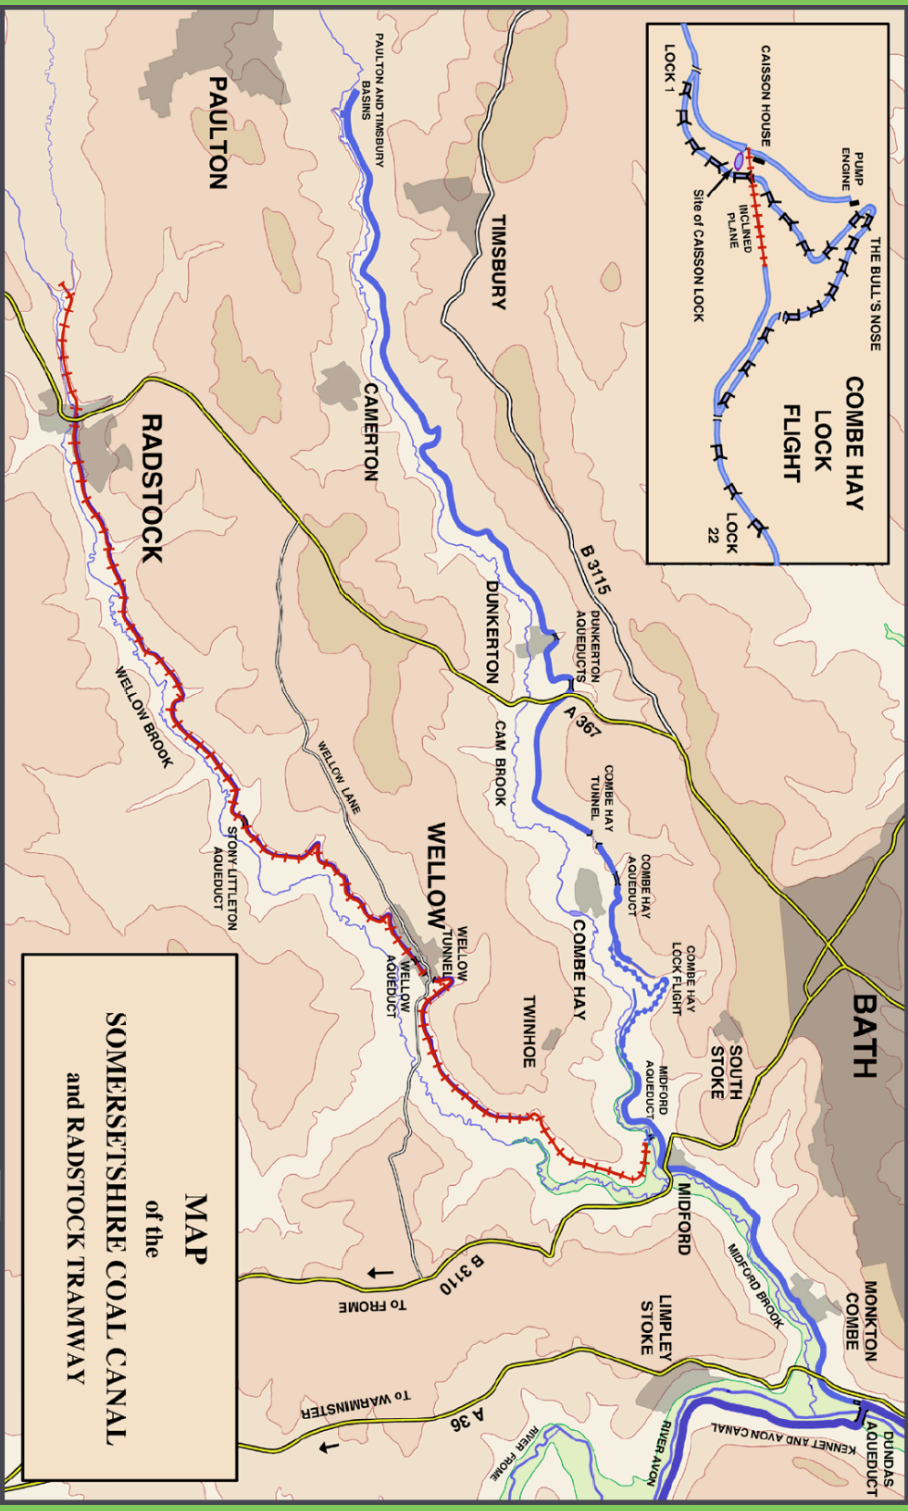 COMBE HAY
LOCK
FLIGHT
LOCK 1
CAISSON HOUSE
PUMP
ENGINE
THE BULL'S NOSE
INCLINED
PLANE
Site of CAISSON LOCK
LOCK
22
PAULTON AND TIMSBURY
BASINS
PAULTON
TIMSBURY
CAMERTON
RADSTOCK
B 3115
DUNKERTON
DUNKERTON
AQUEDUCTS
A 367
CAM BROOK
WELLOW BROOK
WELLOW LANE
COMBE HAY
TUNNEL
COMBE HAY
AQUEDUCT
COMBE HAY
COMBE HAY
LOCK FLIGHT
BATH
SOUTH
STOKE
STONY LITTLETON
AQUEDUCT
WELLOW
WELLOW
TUNNEL
WELLOW
AQUEDUCT
TWINHOE
MIDFORD
AQUEDUCT
MIDFORD
MIDFORD BROOK
MONKTON
COMBE
LIMPLEY
STOKE
B 3110
To FROME
To WARMINSTER
A 36
RIVER FROME
RIVER AVON
KENNET AND AVON CANAL
DUNDAS
AQUEDUCT
MAP
of the
SOMERSETSHIRE COAL CANAL
and RADSTOCK TRAMWAY